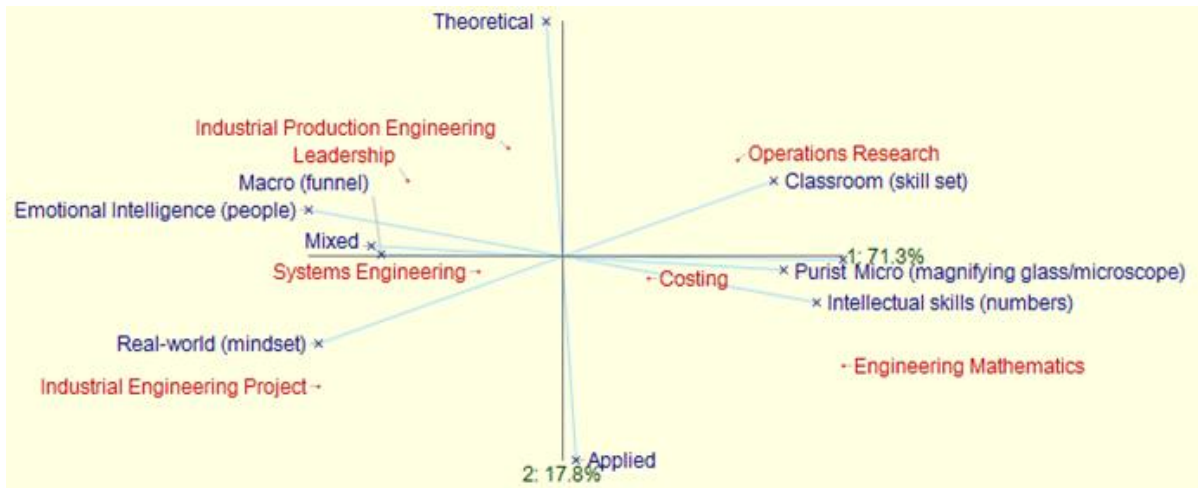 Theoretical
Industrial Production Engineering
Leadership
Operations Research
Macro (funnel)
Classroom (skill set)
Emotional Intelligence (people)
Mixed
1: 71.3%
Systems Engineering
Costing
Purist Micro (magnifying glass/microscope)
Intellectual skills (numbers)
Real-world (mindset)
Engineering Mathematics
Industrial Engineering Project
Applied
2: 17.8%